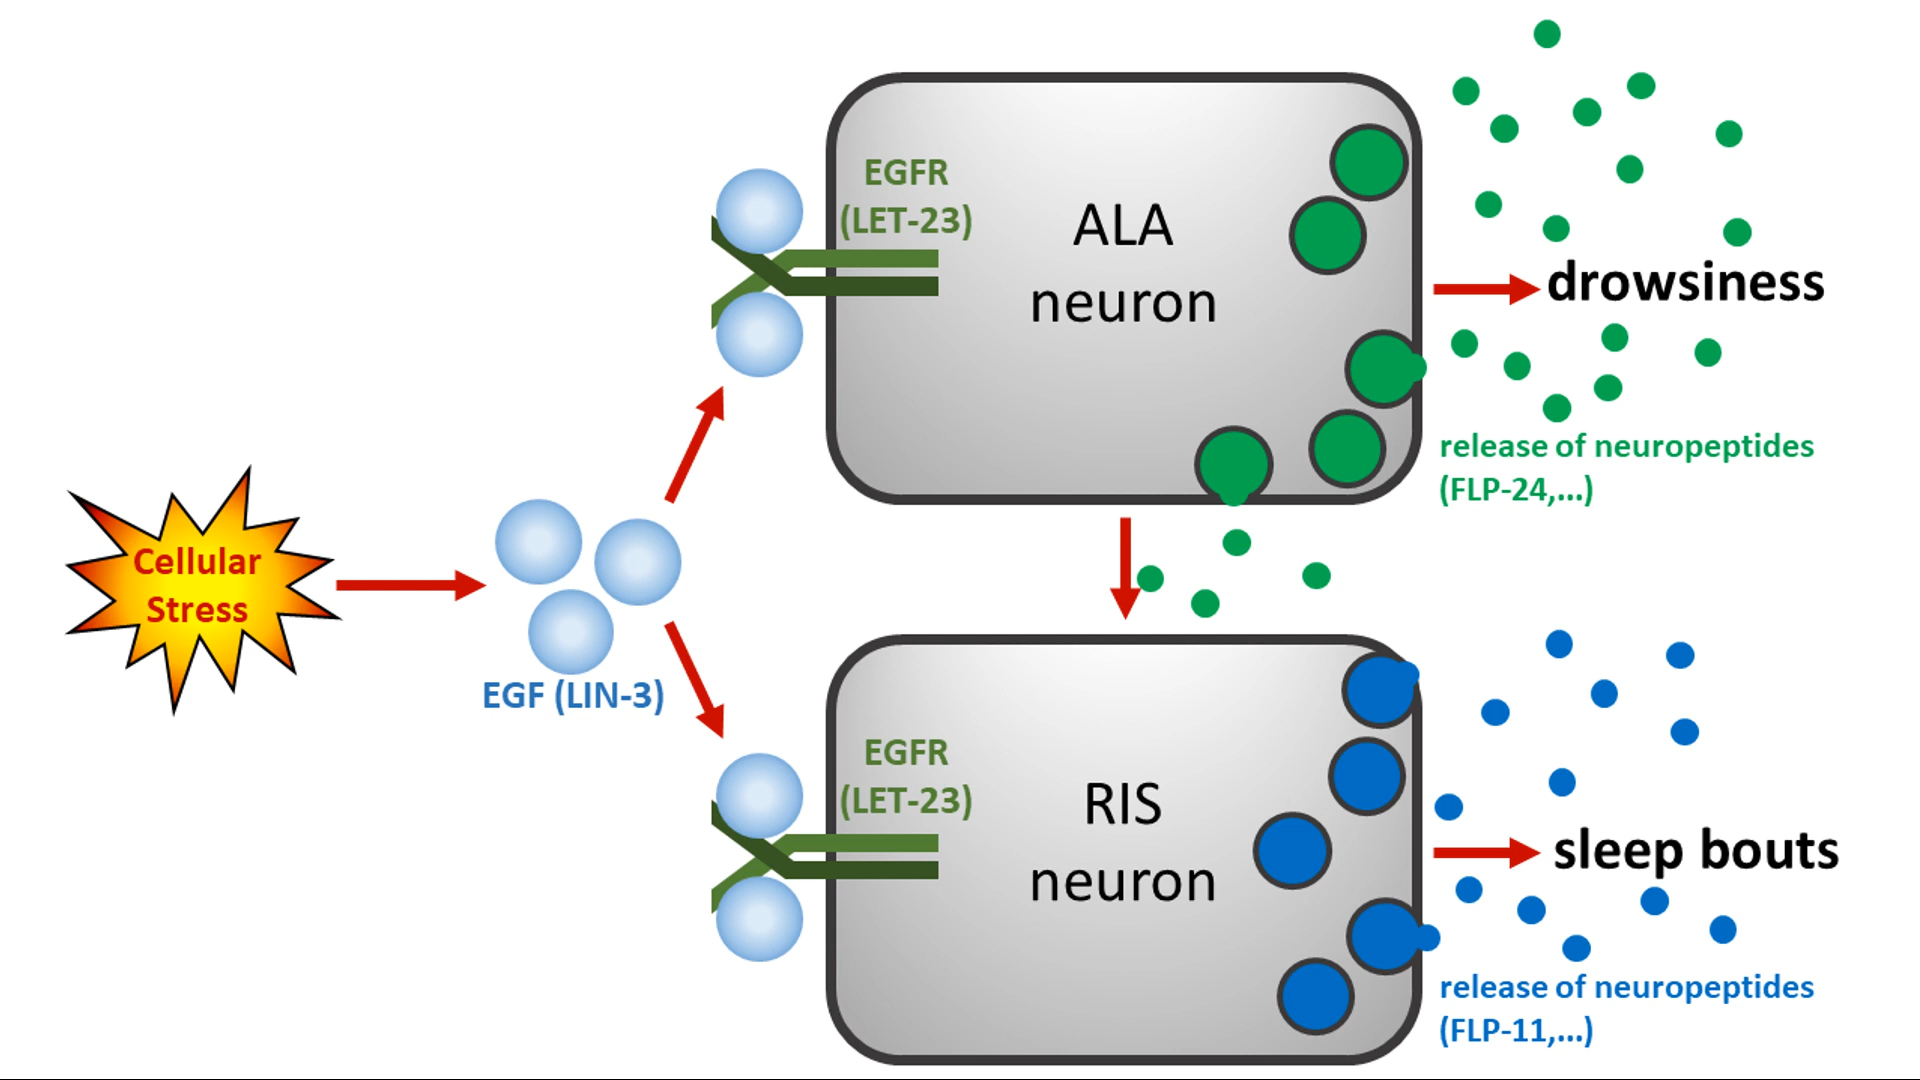 Cellular
Stress
EGF (LIN-3)
EGFR
(LET-23)
ALA
neuron
drowsiness
release of neuropeptides
(FLP-24,...)
EGFR
(LET-23)
RIS
neuron
sleep bouts
release of neuropeptides
(FLP-11,...)